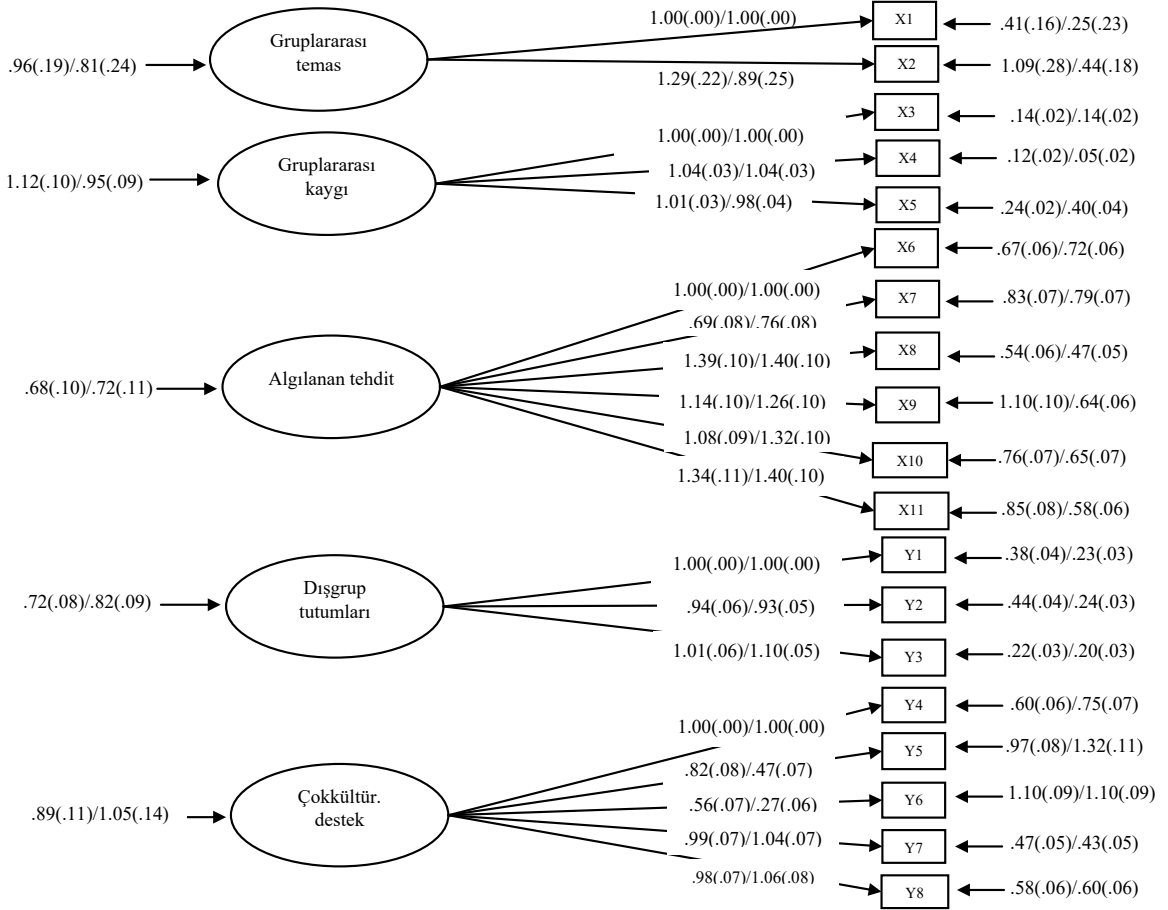 1.00(.00)/1.00(.00)
X1
.41(.16)/.25(.23)
Gruplararası
temas
.96(.19)/.81(.24)
X2
1.09(.28)/.44(.18)
1.29(.22)/.89(.25)
X3
.14(.02)/.14(.02)
1.00(.00)/1.00(.00)
Gruplararası
kaygı
1.12(.10)/.95(.09)
X4
.12(.02)/.05(.02)
1.04(.03)/1.04(.03)
1.01(.03)/.98(.04)
X5
.24(.02)/.40(.04)
X6
.67(.06)/.72(.06)
1.00(.00)/1.00(.00)
X7
.83(.07)/.79(.07)
.69(.08)/.76(.08)
X8
.54(.06)/.47(.05)
1.39(.10)/1.40(.10)
Algılanan tehdit
.68(.10)/.72(.11)
1.14(.10)/1.26(.10)
X9
1.10(.10)/.64(.06)
1.08(.09)/1.32(.10)
X10
.76(.07)/.65(.07)
1.34(.11)/1.40(.10)
X11
.85(.08)/.58(.06)
Y1
.38(.04)/.23(.03)
1.00(.00)/1.00(.00)
Dışgrup
tutumları
.72(.08)/.82(.09)
.94(.06)/.93(.05)
Y2
.44(.04)/.24(.03)
1.01(.06)/1.10(.05)
Y3
.22(.03)/.20(.03)
Y4
.60(.06)/.75(.07)
1.00(.00)/1.00(.00)
Y5
.97(.08)/1.32(.11)
.82(.08)/.47(.07)
Çokkültür.
destek
.89(.11)/1.05(.14)
.56(.07)/.27(.06)
Y6
1.10(.09)/1.10(.09)
.99(.07)/1.04(.07)
Y7
.47(.05)/.43(.05)
.98(.07)/1.06(.08)
Y8
.58(.06)/.60(.06)